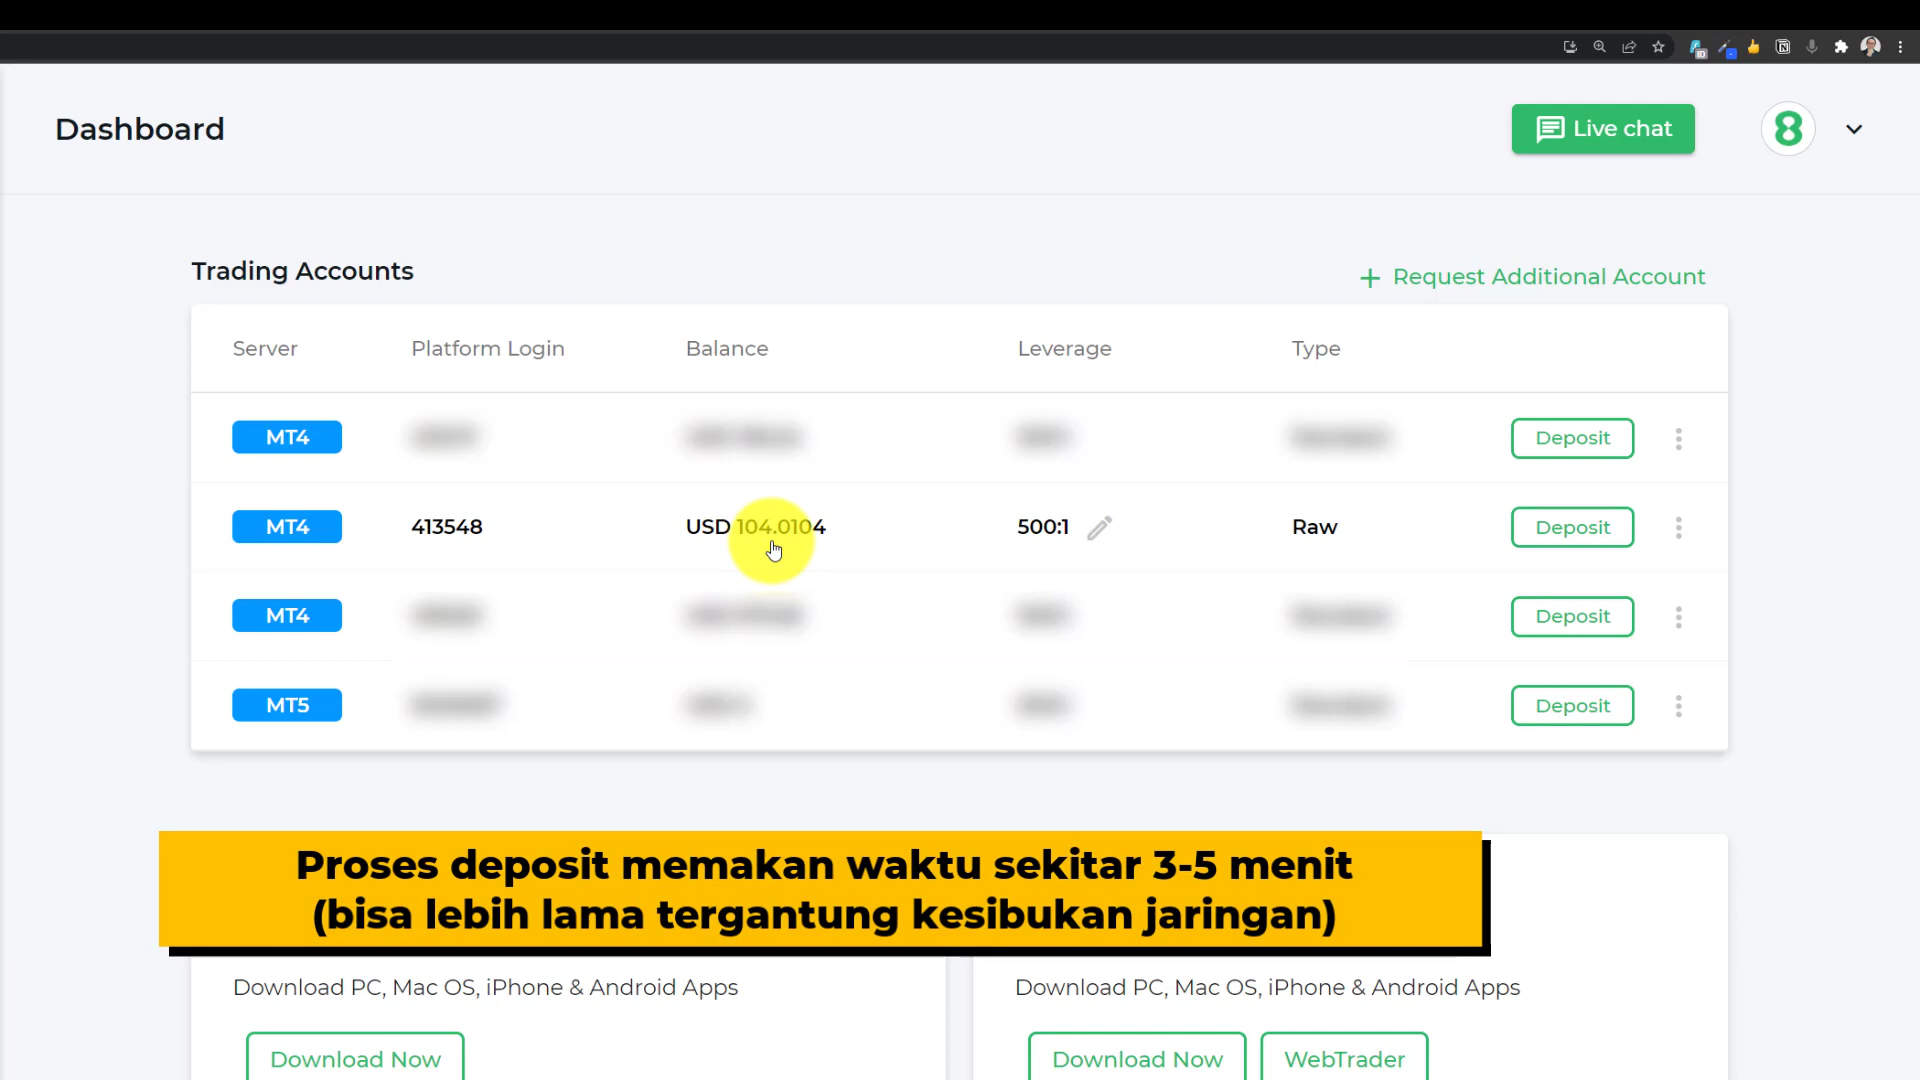 Dashboard
Live chat
8
Trading Accounts
+ Request Additional Account
Server Platform Login Balance Leverage Type
MT4 Deposit
MT4 413548 USD 104.0104 500:1 Raw Deposit
MT4 Deposit
MT5 Deposit
Proses deposit memakan waktu sekitar 3-5 menit
(bisa lebih lama tergantung kesibukan jaringan)
Download PC, Mac OS, iPhone & Android Apps
Download PC, Mac OS, iPhone & Android Apps
Download Now
Download Now
WebTrader